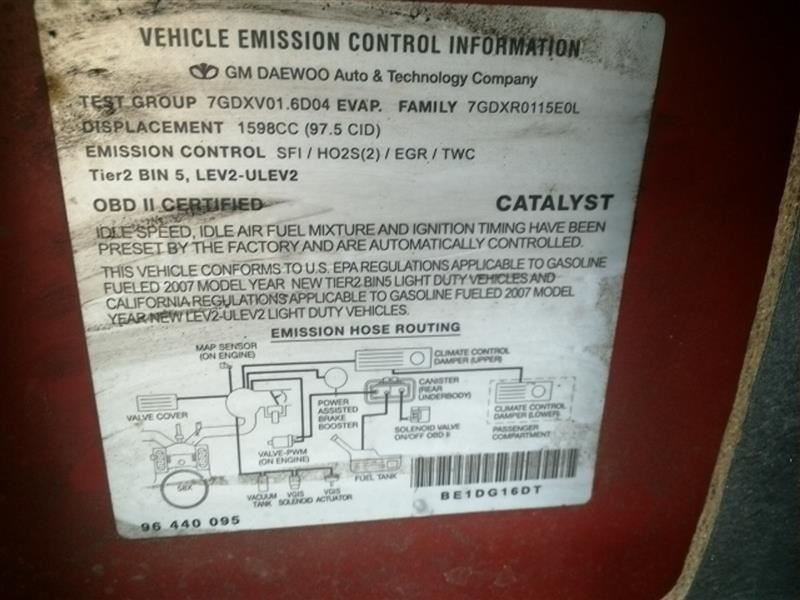 VEHICLE EMISSION CONTROL INFORMATION
GM DAEWOO Auto & Technology Company
TEST GROUP 7GDXV01.6D04 EVAP. FAMILY 7GDXR0115E0L
DISPLACEMENT 1598CC (97.5 CID)
EMISSION CONTROL SFI / HO2S(2) / EGR / TWC
Tier2 BIN 5, LEV2-ULEV2
OBD II CERTIFIED CATALYST
IDLE SPEED, IDLE AIR FUEL MIXTURE AND IGNITION TIMING HAVE BEEN
PRESET BY THE FACTORY AND ARE AUTOMATICALLY CONTROLLED.
THIS VEHICLE CONFORMS TO U.S. EPA REGULATIONS APPLICABLE TO GASOLINE
FUELED 2007 MODEL YEAR NEW TIER2 BIN5 LIGHT DUTY VEHICLES AND
CALIFORNIA REGULATIONS APPLICABLE TO GASOLINE FUELED 2007 MODEL
YEAR NEW LEV2-ULEV2 LIGHT DUTY VEHICLES.
EMISSION HOSE ROUTING
MAP SENSOR
(ON ENGINE)
CLIMATE CONTROL
DAMPER (UPPER)
VALVE COVER
POWER
ASSISTED
BRAKE
BOOSTER
CANISTER
(REAR
UNDERBODY)
CLIMATE CONTROL
DAMPER (LOWER)
PASSENGER
COMPARTMENT
SOLENOID VALVE
ON/OFF OBD II
VALVE-PWM
(ON ENGINE)
FUEL TANK
58X
VACUUM
TANK
VGIS
SOLENOID
VGIS
ACTUATOR
BE1DG16DT
96 440 095